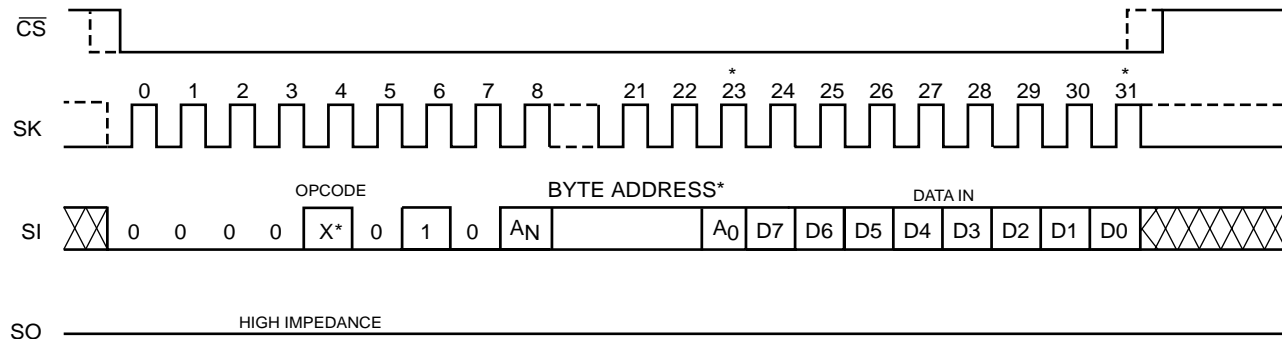 CS
* *
0 1 2 3 4 5 6 7 8 21 22 23 24 25 26 27 28 29 30 31
SK
OPCODE BYTE ADDRESS* DATA IN
SI 0 0 0 0 X* 0 1 0 AN A0 D7 D6 D5 D4 D3 D2 D1 D0
HIGH IMPEDANCE
SO